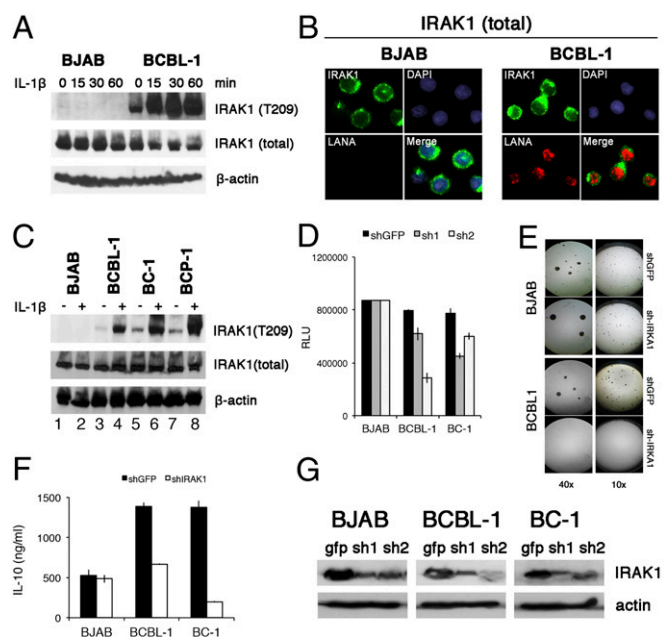 A
BJAB BCBL-1
IL-1β 0 15 30 60 0 15 30 60 min
IRAK1 (T209)
IRAK1 (total)
β-actin
B
IRAK1 (total)
BJAB BCBL-1
IRAK1 DAPI IRAK1 DAPI
LANA Merge LANA Merge
C
BJAB BCBL-1 BC-1 BCP-1
IL-1β - + - + - + - +
IRAK1(T209)
IRAK1(total)
β-actin
1 2 3 4 5 6 7 8
D
shGFP sh1 sh2
1200000
800000
400000
0
RLU
BJAB BCBL-1 BC-1
E
BJAB
shGFP
sh-IRKA1
BCBL1
shGFP
sh-IRKA1
40x 10x
F
shGFP shIRAK1
1500
1000
500
0
IL-10 (ng/ml)
BJAB BCBL-1 BC-1
G
BJAB BCBL-1 BC-1
gfp sh1 sh2 gfp sh1 sh2 gfp sh1 sh2
IRAK1
actin